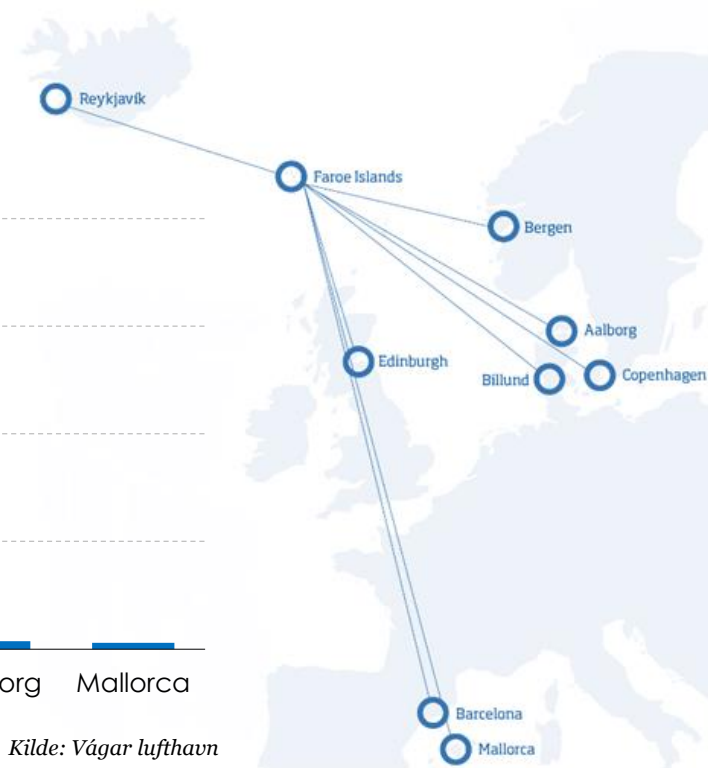 Reykjavík
Faroe Islands
Bergen
Aalborg
Edinburgh
Billund
Copenhagen
org
Mallorca
Barcelona
Mallorca
Kilde: Vágar lufthavn